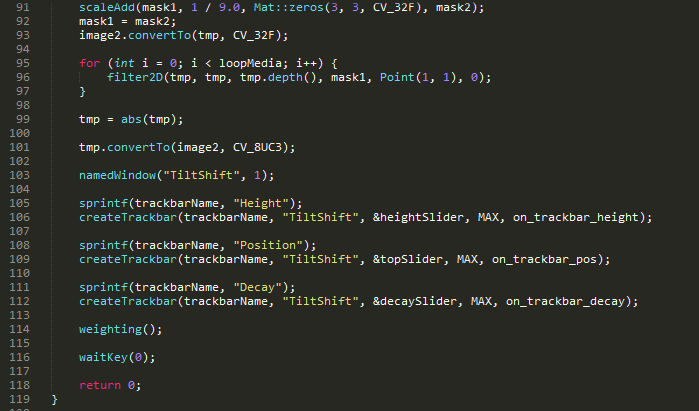 91 scaleAdd(mask1, 1 / 9.0, Mat::zeros(3, 3, CV_32F), mask2);
92 mask1 = mask2;
93 image2.convertTo(tmp, CV_32F);
94
95 for (int i = 0; i < loopMedia; i++) {
96 filter2D(tmp, tmp, tmp.depth(), mask1, Point(1, 1), 0);
97 }
98
99 tmp = abs(tmp);
100
101 tmp.convertTo(image2, CV_8UC3);
102
103 namedWindow("TiltShift", 1);
104
105 sprintf(trackbarName, "Height");
106 createTrackbar(trackbarName, "TiltShift", &heightSlider, MAX, on_trackbar_height);
107
108 sprintf(trackbarName, "Position");
109 createTrackbar(trackbarName, "TiltShift", &topSlider, MAX, on_trackbar_pos);
110
111 sprintf(trackbarName, "Decay");
112 createTrackbar(trackbarName, "TiltShift", &decaySlider, MAX, on_trackbar_decay);
113
114 weighting();
115
116 waitKey(0);
117
118 return 0;
119 }